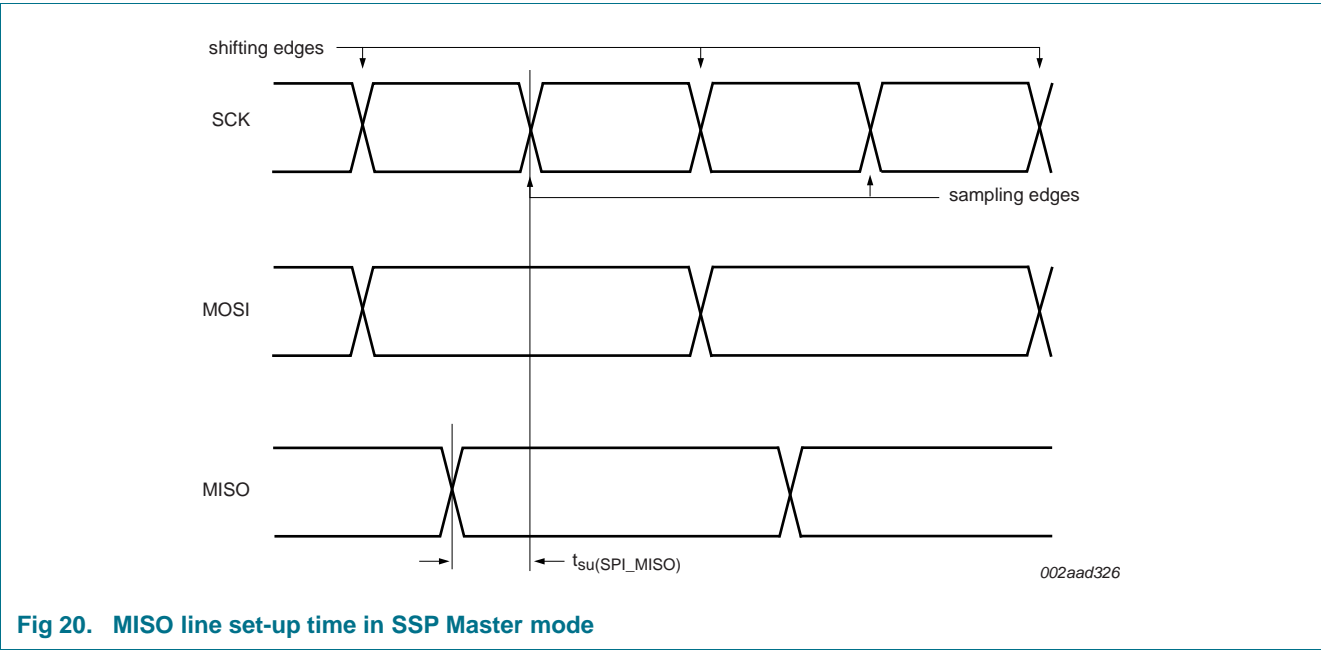 shifting edges
SCK
sampling edges
MOSI
MISO
tsu(SPI_MISO)
002aad326
Fig 20. MISO line set-up time in SSP Master mode